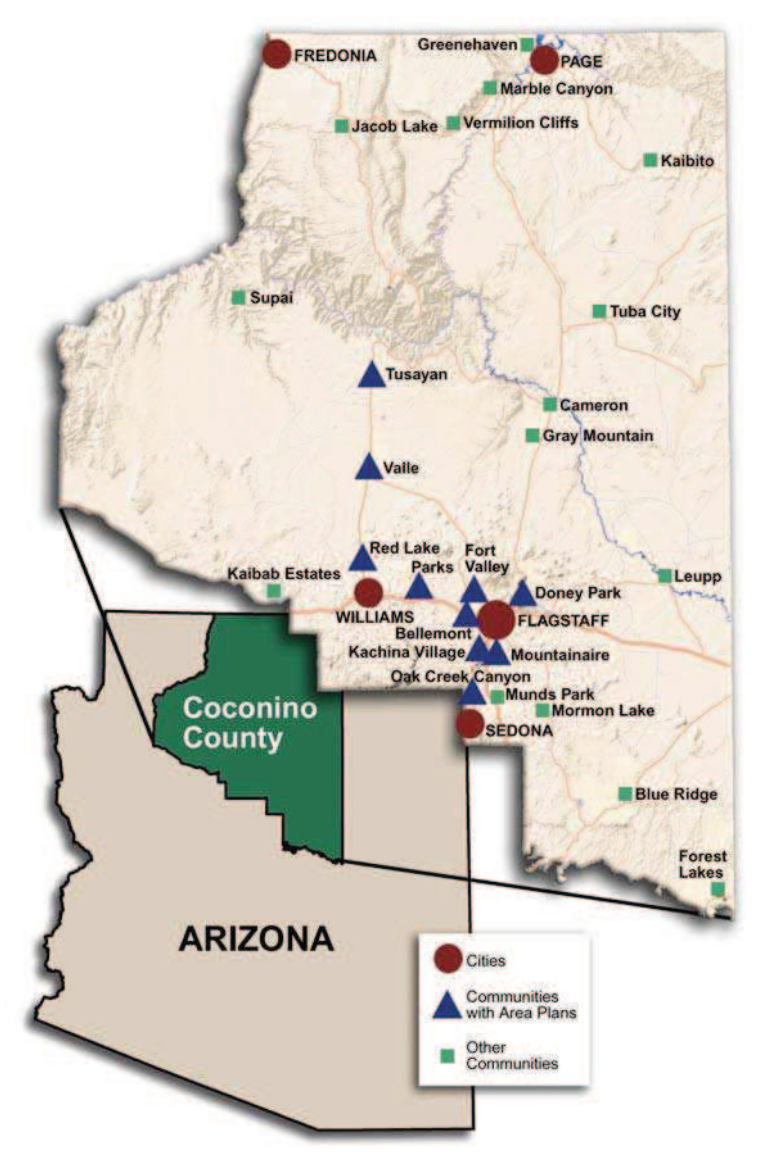 Greenehaven
FREDONIA
PAGE
Marble Canyon
Jacob Lake
Vermilion Cliffs
Kaibito
Supai
Tuba City
Tusayan
Cameron
Gray Mountain
Valle
Red Lake
Fort
Valley
Parks
Kaibab Estates
Leupp
Doney Park
WILLIAMS
FLAGSTAFF
Bellemont
Kachina Village
Mountainaire
Oak Creek Canyon
Munds Park
Mormon Lake
SEDONA
Coconino
County
Blue Ridge
Forest
Lakes
ARIZONA
Cities
Communities
with Area Plans
Other
Communities